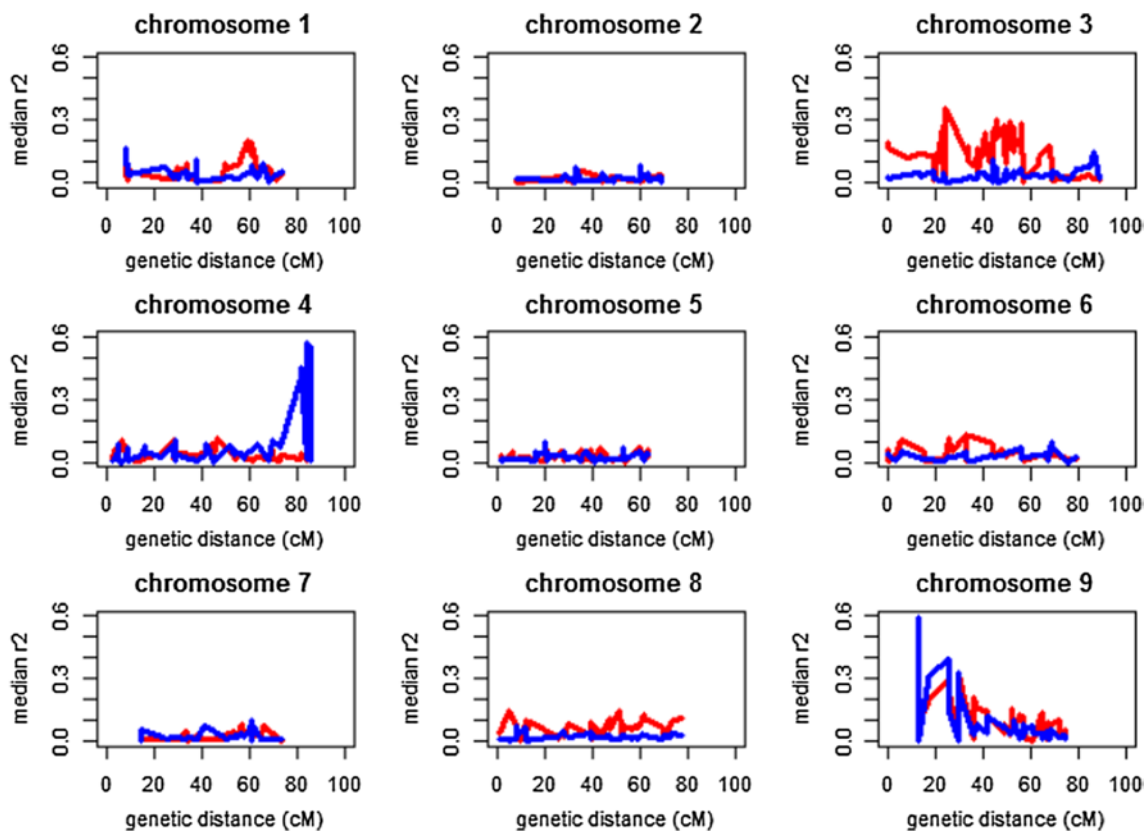 chromosome 1
chromosome 2
chromosome 3
median r2
0.0 0.3 0.6
median r2
0.0 0.3 0.6
median r2
0.0 0.3 0.6
0 20 40 60 80 100
0 20 40 60 80 100
0 20 40 60 80 100
genetic distance (cM)
genetic distance (cM)
genetic distance (cM)
chromosome 4
chromosome 5
chromosome 6
median r2
0.0 0.3 0.6
median r2
0.0 0.3 0.6
median r2
0.0 0.3 0.6
0 20 40 60 80 100
0 20 40 60 80 100
0 20 40 60 80 100
genetic distance (cM)
genetic distance (cM)
genetic distance (cM)
chromosome 7
chromosome 8
chromosome 9
median r2
0.0 0.3 0.6
median r2
0.0 0.3 0.6
median r2
0.0 0.3 0.6
0 20 40 60 80 100
0 20 40 60 80 100
0 20 40 60 80 100
genetic distance (cM)
genetic distance (cM)
genetic distance (cM)